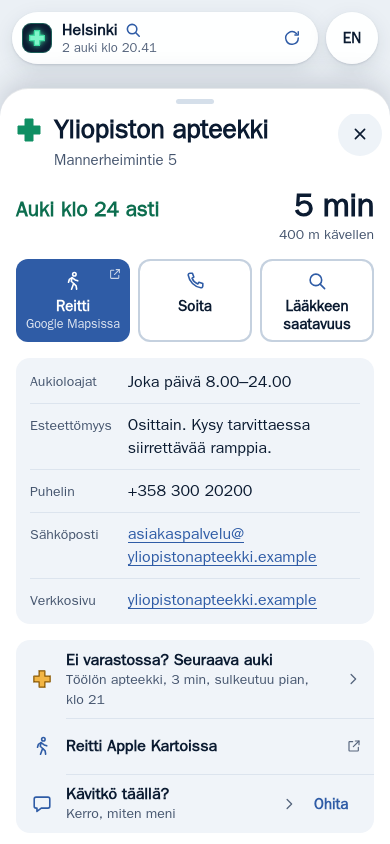 Helsinki
2 auki klo 20.41
EN
Yliopiston apteekki
Mannerheimintie 5
Auki klo 24 asti
5 min
400 m kävellen
Reitti
Google Mapsissa
Soita
Lääkkeen
saatavuus
Aukioloajat Joka päivä 8.00–24.00
Esteettömyys Osittain. Kysy tarvittaessa
siirrettävää ramppia.
Puhelin +358 300 20200
Sähköposti asiakaspalvelu@
yliopistonapteekki.example
Verkkosivu yliopistonapteekki.example
Ei varastossa? Seuraava auki
Töölön apteekki, 3 min, sulkeutuu pian,
klo 21
Reitti Apple Kartoissa
Kävitkö täällä?
Kerro, miten meni
Ohita